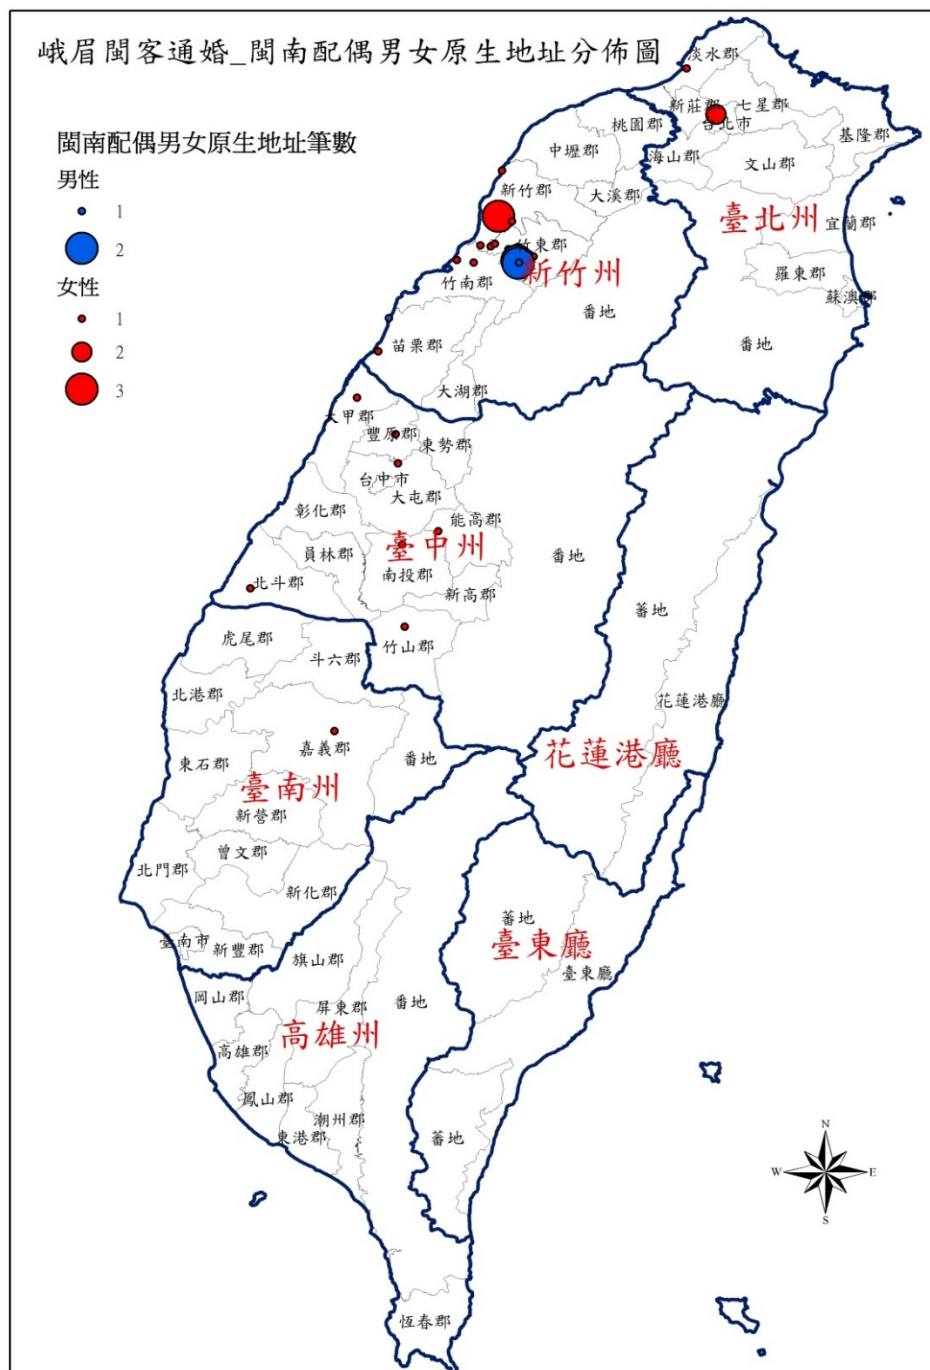 峨眉閩客通婚_閩南配偶男女原生地址分佈圖
閩南配偶男女原生地址筆數
男性
1
2
女性
1
2
3
淡水郡
新莊郡
七星郡
台北市
基隆郡
桃園郡
中壢郡
海山郡
文山郡
新竹郡
大溪郡
臺北州
宜蘭郡
竹東郡
新竹州
羅東郡
竹南郡
蘇澳郡
番地
番地
苗栗郡
大湖郡
大甲郡
豐原郡
東勢郡
台中市
大屯郡
彰化郡
能高郡
臺中州
員林郡
番地
南投郡
北斗郡
新高郡
蕃地
虎尾郡
竹山郡
斗六郡
北港郡
花蓮港廳
嘉義郡
花蓮港廳
番地
東石郡
臺南州
新營郡
曾文郡
北門郡
新化郡
蕃地
臺南市
新豐郡
臺東廳
旗山郡
臺東廳
岡山郡
屏東郡
番地
高雄州
高雄郡
鳳山郡
潮州郡
東港郡
蕃地
恆春郡
N
W
E
S